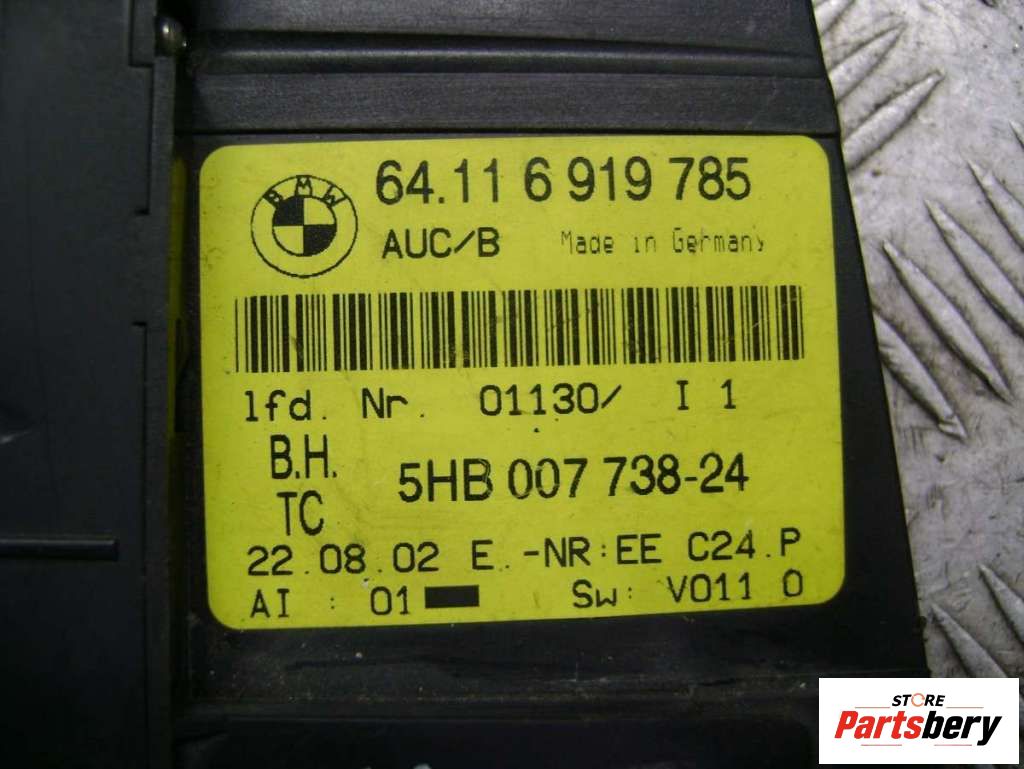 64.11 6 919 785
BMW
AUC/B Made in Germany
lfd. Nr. 01130/ I 1
B.H.
TC
5HB 007 738-24
22.08.02 E.-NR:EE C24.P
AI : 01 Sw: V011 0
STORE
Partsbery